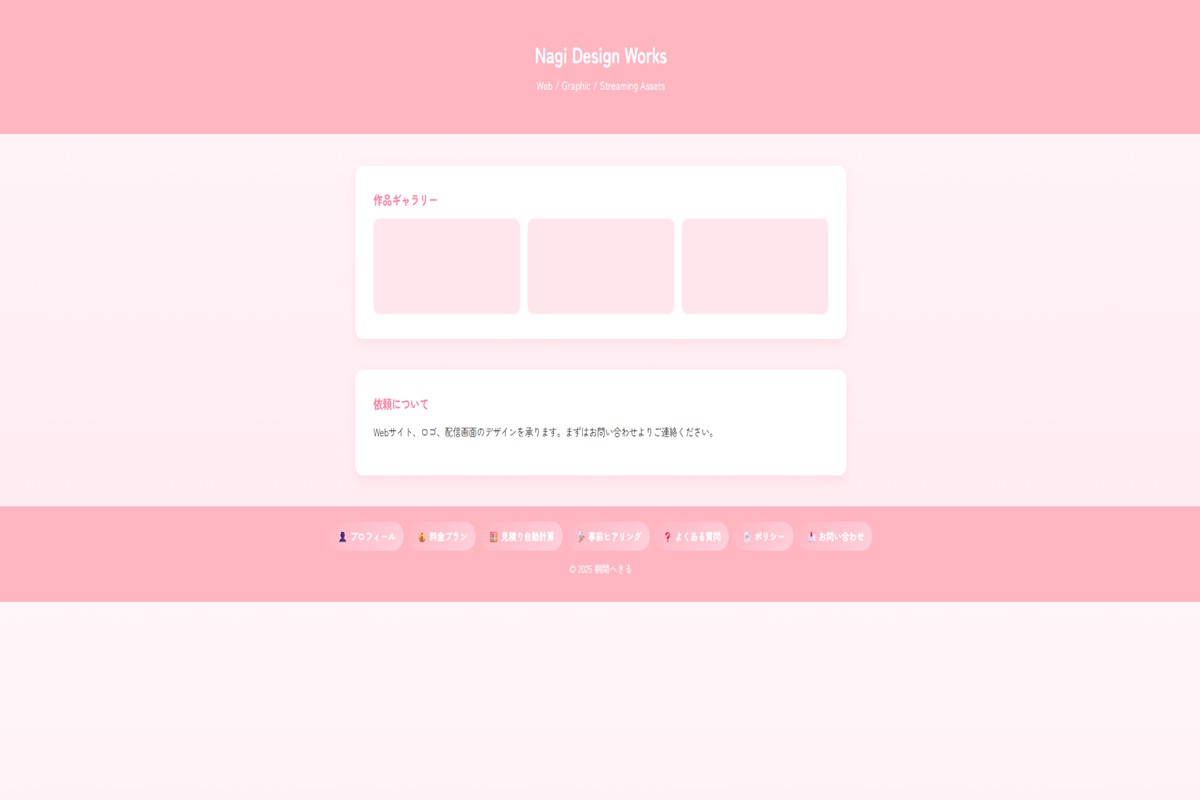 Nagi Design Works
Web / Graphic / Streaming Assets
作品ギャラリー
依頼について
Webサイト、ロゴ、配信画面のデザインを承ります。まずはお問い合わせよりご連絡ください。
プロフィール
料金プラン
見積り自動計算
事前ヒアリング
よくある質問
ポリシー
お問い合わせ
© 2025 桐間へきる